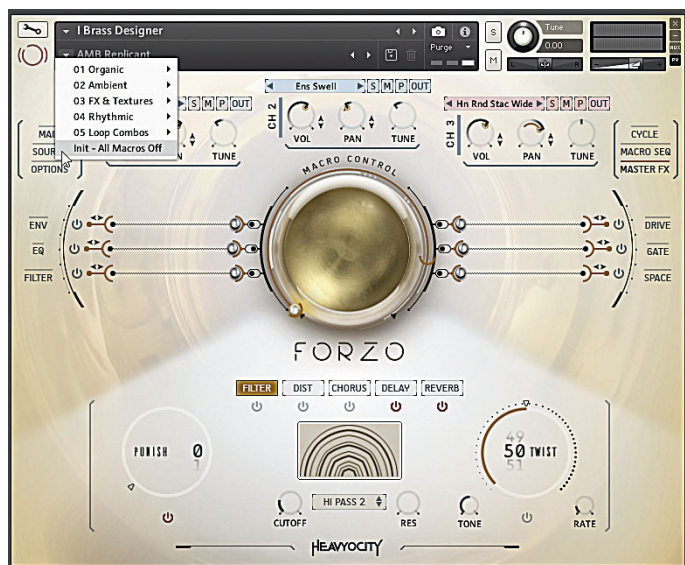 I Brass Designer
AMB Replicant
Purge
S
M
Tune
0.00
AUX
PV
01 Organic
02 Ambient
03 FX & Textures
04 Rhythmic
05 Loop Combos
Init - All Macros Off
S M P OUT
TUNE
CH 2
Ens Swell
S M P OUT
VOL
PAN
TUNE
CH 3
Hn Rnd Stac Wide
S M P OUT
VOL
PAN
TUNE
OPTIONS
CYCLE
MACRO SEQ
MASTER FX
MACRO CONTROL
ENV
EQ
FILTER
DRIVE
GATE
SPACE
FORZO
FILTER
DIST
CHORUS
DELAY
REVERB
PUNISH
0
1
49
50 TWIST
51
CUTOFF
HI PASS 2
RES
TONE
RATE
HEAVYOCITY